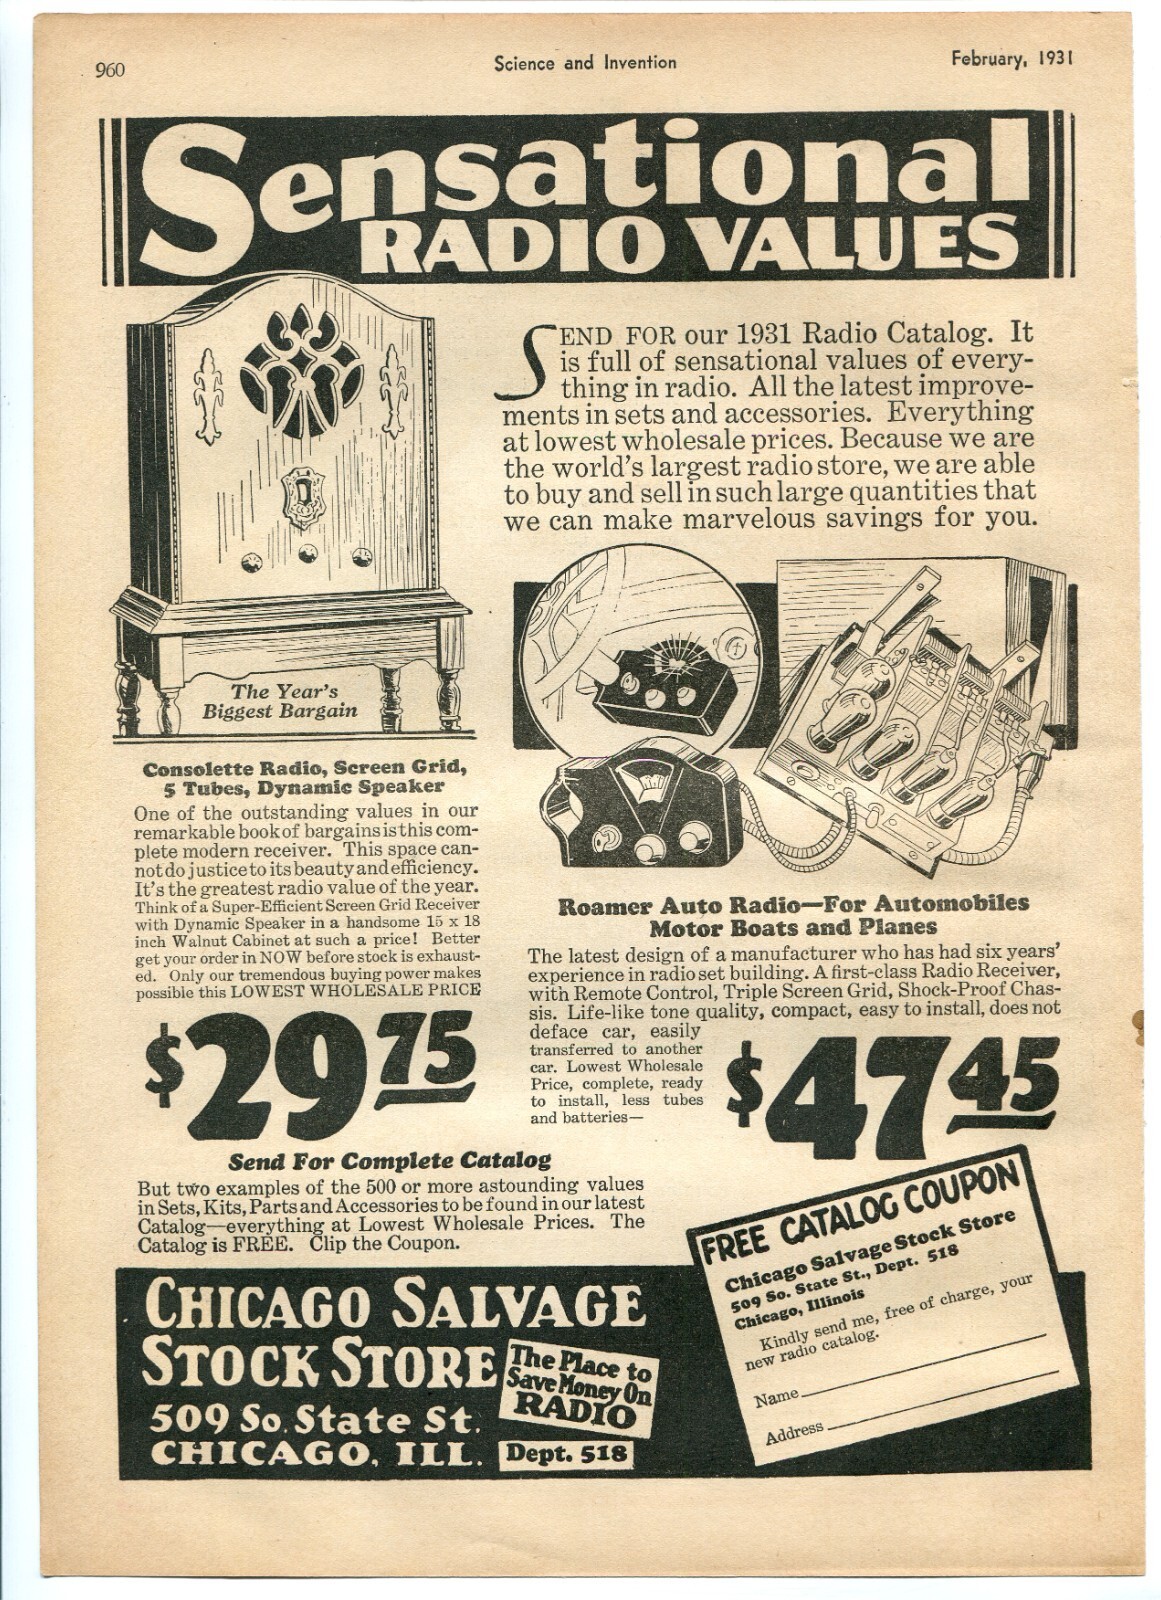 960
Science and Invention
February, 1931
Sensational
RADIO VALUES
SEND FOR our 1931 Radio Catalog. It
is full of sensational values of every-
thing in radio. All the latest improve-
ments in sets and accessories. Everything
at lowest wholesale prices. Because we are
the world's largest radio store, we are able
to buy and sell in such large quantities that
we can make marvelous savings for you.
The Year's
Biggest Bargain
Consolette Radio, Screen Grid,
5 Tubes, Dynamic Speaker
One of the outstanding values in our
remarkable book of bargains is this com-
plete modern receiver. This space can-
not do justice to its beauty and efficiency.
It's the greatest radio value of the year.
Think of a Super-Efficient Screen Grid Receiver
with Dynamic Speaker in a handsome 15 x 18
inch Walnut Cabinet at such a price! Better
get your order in NOW before stock is exhaust-
ed. Only our tremendous buying power makes
possible this LOWEST WHOLESALE PRICE
$29 75
Roamer Auto Radio—For Automobiles
Motor Boats and Planes
The latest design of a manufacturer who has had six years'
experience in radio set building. A first-class Radio Receiver,
with Remote Control, Triple Screen Grid, Shock-Proof Chas-
sis. Life-like tone quality, compact, easy to install, does not
deface car, easily
transferred to another
car. Lowest Wholesale
Price, complete, ready
to install, less tubes
and batteries—
$47 45
Send For Complete Catalog
But two examples of the 500 or more astounding values
in Sets, Kits, Parts and Accessories to be found in our latest
Catalog—everything at Lowest Wholesale Prices. The
Catalog is FREE. Clip the Coupon.
CHICAGO SALVAGE
STOCK STORE
509 So. State St.
CHICAGO, ILL.
The Place to
Save Money On
RADIO
Dept. 518
FREE CATALOG COUPON
Chicago Salvage Stock Store
509 So. State St., Dept. 518
Chicago, Illinois
Kindly send me, free of charge, your
new radio catalog.
Name
Address